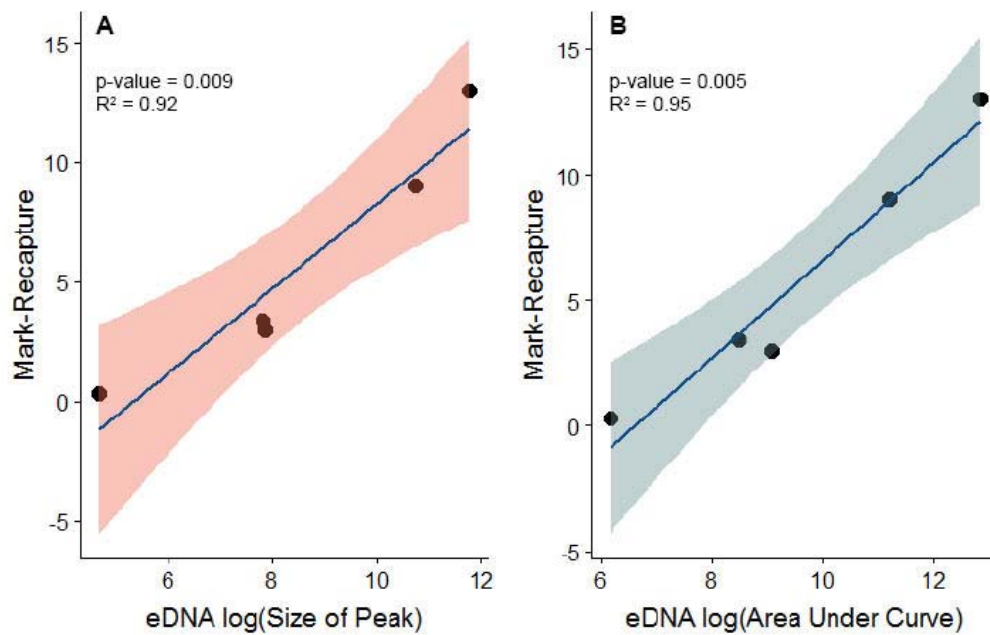 A
p-value = 0.009
R² = 0.92
15
10
5
0
-5
Mark-Recapture
6 8 10 12
eDNA log(Size of Peak)
B
p-value = 0.005
R² = 0.95
15
10
5
0
-5
Mark-Recapture
6 8 10 12
eDNA log(Area Under Curve)